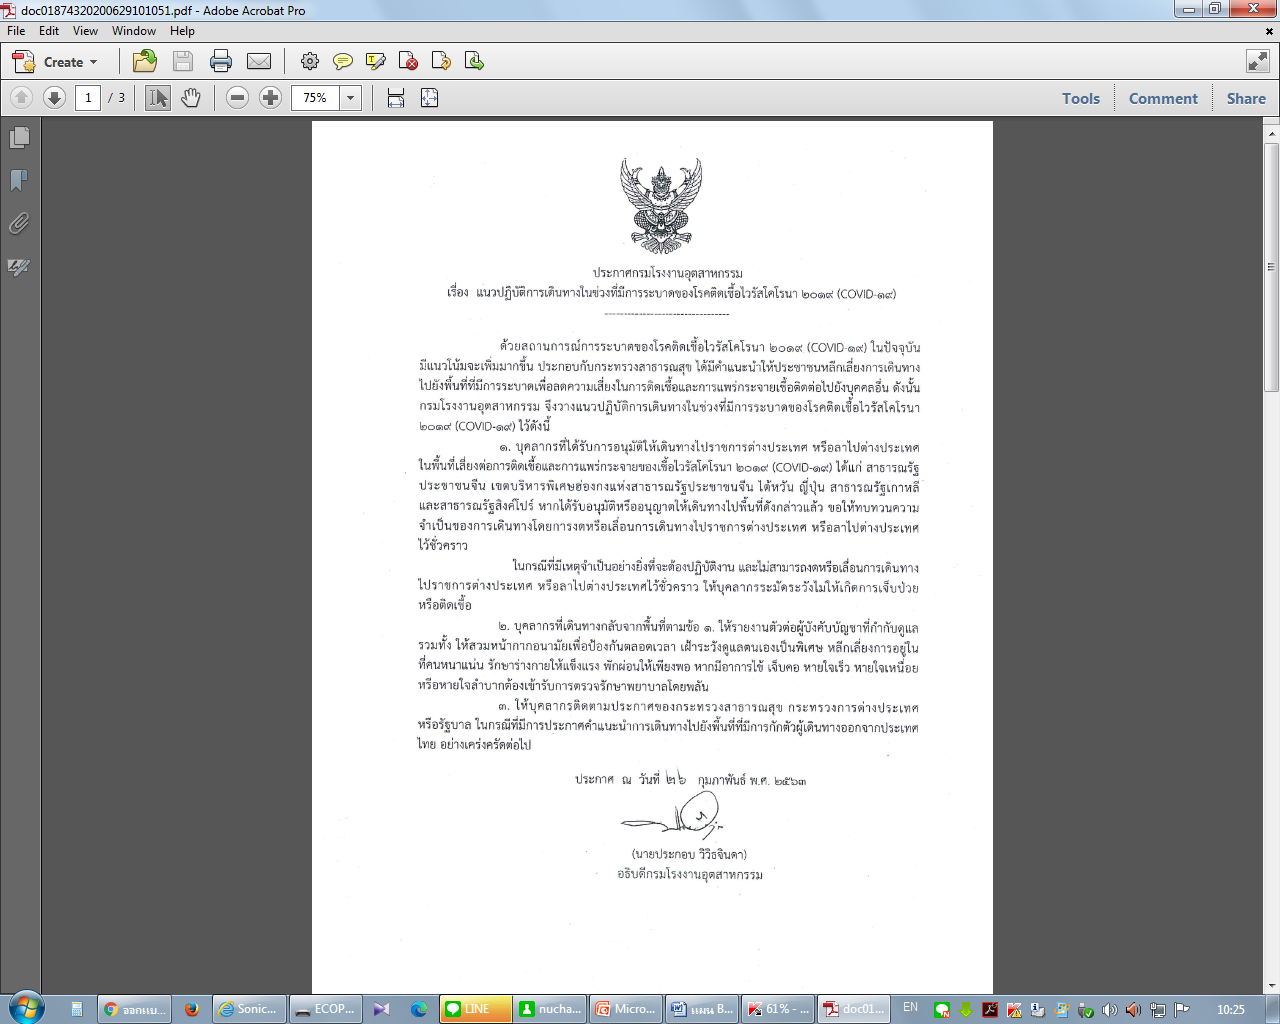 doc01874320200629101051.pdf - Adobe Acrobat Pro
File Edit View Window Help
Create
1 / 3 75% Tools Comment Share
ประกาศกรมโรงงานอุตสาหกรรม
เรื่อง แนวปฏิบัติการเดินทางในช่วงที่มีการระบาดของโรคติดเชื้อไวรัสโคโรนา ๒๐๑๙ (COVID-๑๙)
ด้วยสถานการณ์การระบาดของโรคติดเชื้อไวรัสโคโรนา ๒๐๑๙ (COVID-๑๙) ในปัจจุบัน
มีแนวโน้มจะเพิ่มมากขึ้น ประกอบกับกระทรวงสาธารณสุข ได้มีคำแนะนำให้ประชาชนหลีกเลี่ยงการเดินทาง
ไปยังพื้นที่ที่มีการระบาดเพื่อลดความเสี่ยงในการติดเชื้อและการแพร่กระจายเชื้อติดต่อไปยังบุคคลอื่น ดังนั้น
กรมโรงงานอุตสาหกรรม จึงวางแนวปฏิบัติการเดินทางในช่วงที่มีการระบาดของโรคติดเชื้อไวรัสโคโรนา
๒๐๑๙ (COVID-๑๙) ไว้ดังนี้
๑. บุคลากรที่ได้รับการอนุมัติให้เดินทางไปราชการต่างประเทศ หรือลาไปต่างประเทศ
ในพื้นที่เสี่ยงต่อการติดเชื้อและการแพร่กระจายของเชื้อไวรัสโคโรนา ๒๐๑๙ (COVID-๑๙) ได้แก่ สาธารณรัฐ
ประชาชนจีน เขตบริหารพิเศษฮ่องกงแห่งสาธารณรัฐประชาชนจีน ไต้หวัน ญี่ปุ่น สาธารณรัฐเกาหลี
และสาธารณรัฐสิงค์โปร์ หากได้รับอนุมัติหรืออนุญาตให้เดินทางไปพื้นที่ดังกล่าวแล้ว ขอให้ทบทวนความ
จำเป็นของการเดินทางโดยการงดหรือเลื่อนการเดินทางไปราชการต่างประเทศ หรือลาไปต่างประเทศ
ไว้ชั่วคราว
ในกรณีที่มีเหตุจำเป็นอย่างยิ่งที่จะต้องปฏิบัติงาน และไม่สามารถงดหรือเลื่อนการเดินทาง
ไปราชการต่างประเทศ หรือลาไปต่างประเทศไว้ชั่วคราว ให้บุคลากรระมัดระวังไม่ให้เกิดการเจ็บป่วย
หรือติดเชื้อ
๒. บุคลากรที่เดินทางกลับจากพื้นที่ตามข้อ ๑. ให้รายงานตัวต่อผู้บังคับบัญชาที่กำกับดูแล
รวมทั้ง ให้สวมหน้ากากอนามัยเพื่อป้องกันตลอดเวลา เฝ้าระวังดูแลตนเองเป็นพิเศษ หลีกเลี่ยงการอยู่ใน
ที่คนหนาแน่น รักษาร่างกายให้แข็งแรง พักผ่อนให้เพียงพอ หากมีอาการไข้ เจ็บคอ หายใจเร็ว หายใจเหนื่อย
หรือหายใจลำบากต้องเข้ารับการตรวจรักษาพยาบาลโดยพลัน
๓. ให้บุคลากรติดตามประกาศของกระทรวงสาธารณสุข กระทรวงการต่างประเทศ
หรือรัฐบาล ในกรณีที่มีการประกาศคำแนะนำการเดินทางไปยังพื้นที่ที่มีการกักตัวผู้เดินทางออกจากประเทศ
ไทย อย่างเคร่งครัดต่อไป
ประกาศ ณ วันที่ ๒๖ กุมภาพันธ์ พ.ศ. ๒๕๖๓
(นายประกอบ วิวิธจินดา)
อธิบดีกรมโรงงานอุตสาหกรรม
ออกแบ... Sonic... ECOP... LINE nucha... Micro... แผน B... 61% - ... doc01... EN 10:25